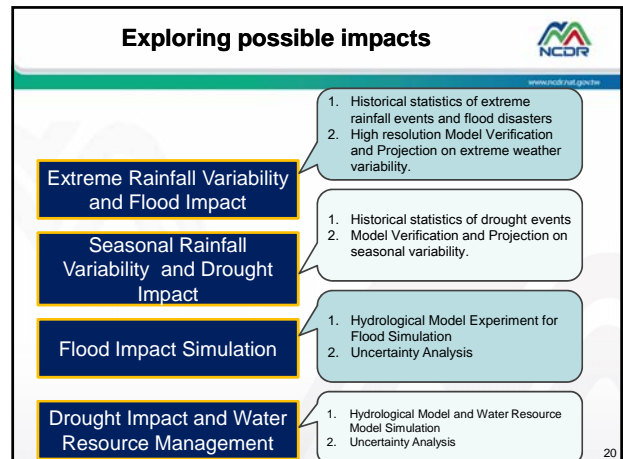 Exploring possible impacts
NCDR
www.ncdr.nat.gov.tw
1. Historical statistics of extreme
rainfall events and flood disasters
2. High resolution Model Verification
and Projection on extreme weather
variability.
Extreme Rainfall Variability
and Flood Impact
1. Historical statistics of drought events
2. Model Verification and Projection on
seasonal variability.
Seasonal Rainfall
Variability and Drought
Impact
1. Hydrological Model Experiment for
Flood Simulation
2. Uncertainty Analysis
Flood Impact Simulation
1. Hydrological Model and Water Resource
Model Simulation
2. Uncertainty Analysis
Drought Impact and Water
Resource Management
20